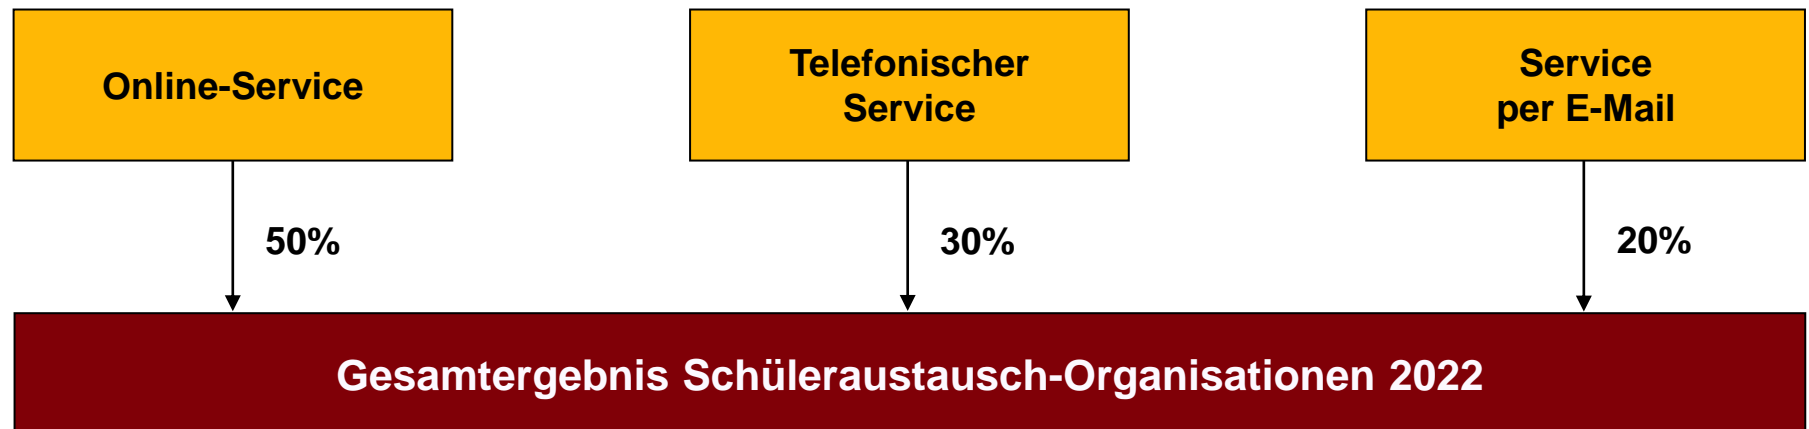 Online-Service
Telefonischer
Service
Service
per E-Mail
50%
30%
20%
Gesamtergebnis Schüleraustausch-Organisationen 2022